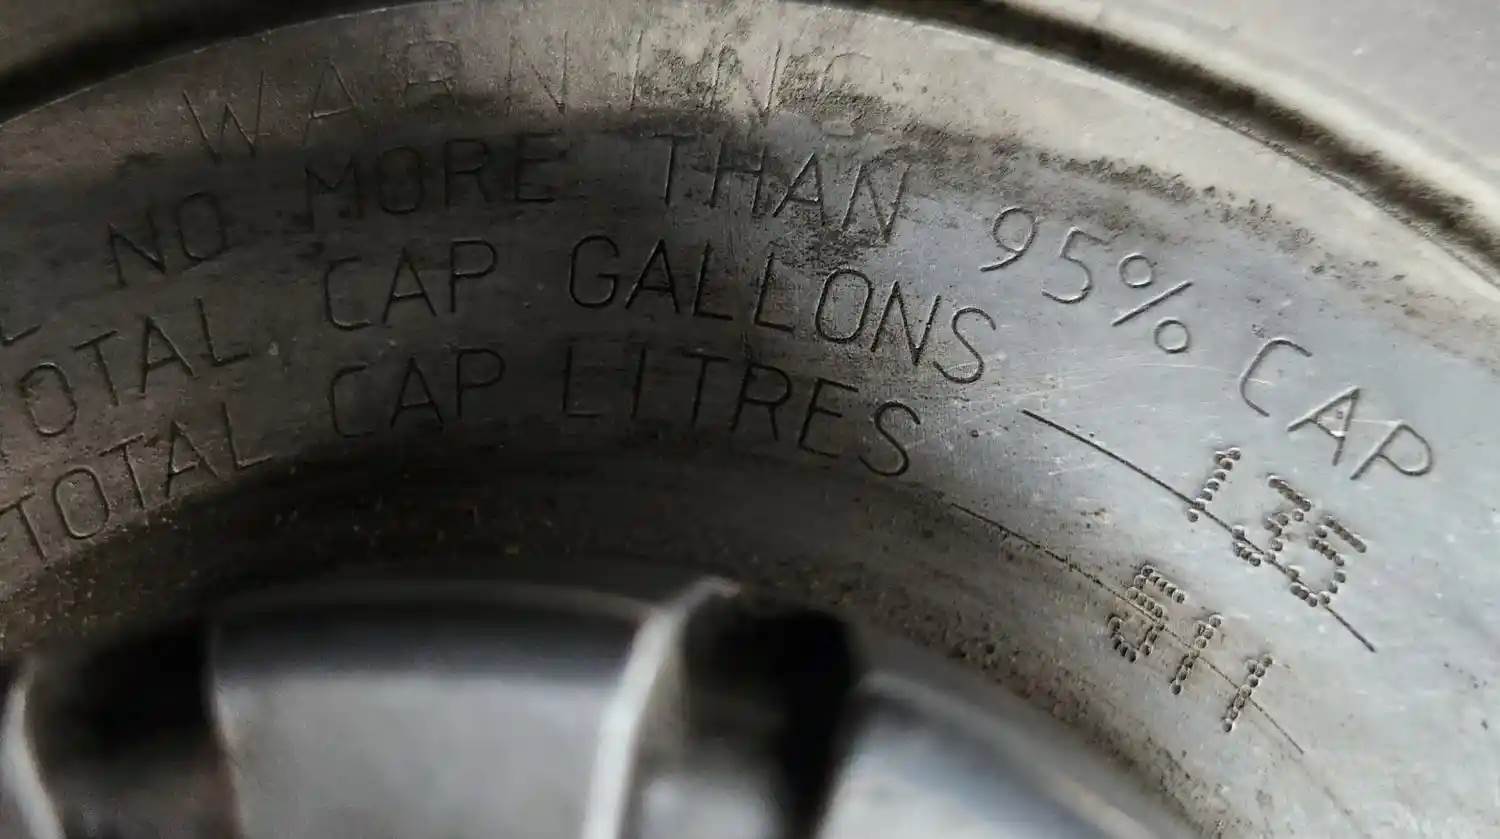 WARNING
NO MORE THAN 95% CAP
TOTAL CAP GALLONS 135
TOTAL CAP LITRES 511